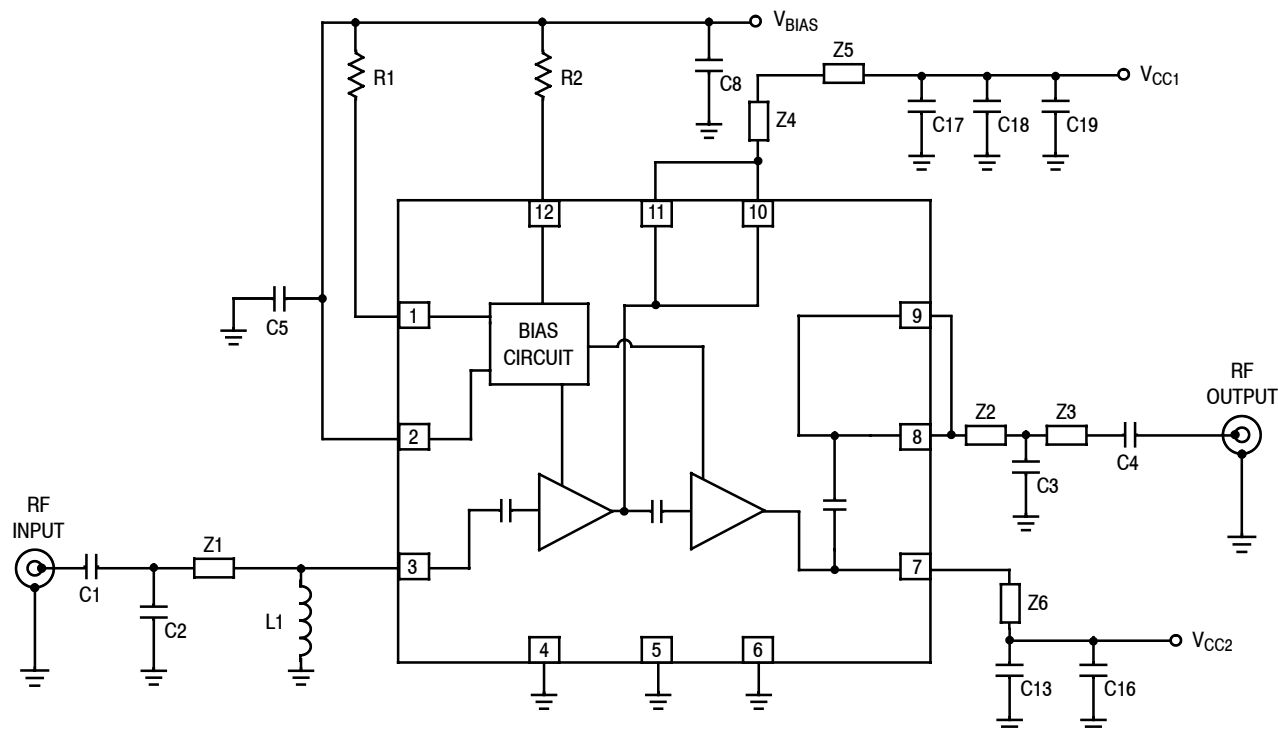 V_BIAS
R1
R2
C8
Z5
V_CC1
Z4
C17
C18
C19
12
11
10
C5
1
BIAS
CIRCUIT
9
2
8
Z2
Z3
C3
C4
RF
OUTPUT
RF
INPUT
C1
Z1
C2
L1
3
7
Z6
4
5
6
V_CC2
C13
C16